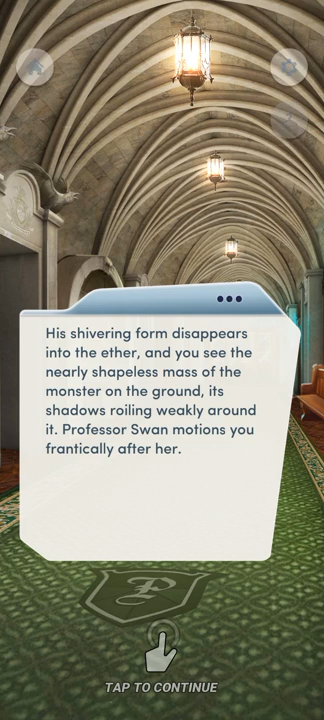 His shivering form disappears
into the ether, and you see the
nearly shapeless mass of the
monster on the ground, its
shadows roiling weakly around
it. Professor Swan motions you
frantically after her.
P
TAP TO CONTINUE